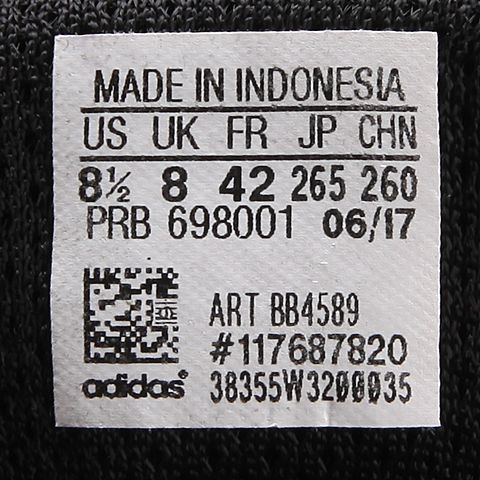 MADE IN INDONESIA
US UK FR JP CHN
8½ 8 42 265 260
PRB 698001 06/17
ART BB4589
#117687820
adidas® 38355W3200035